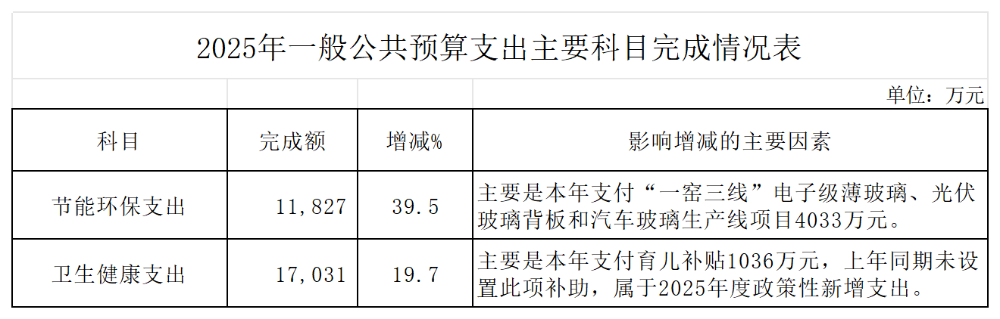 2025年一般公共预算支出主要科目完成情况表
单位：万元
科目 完成额 增减% 影响增减的主要因素
节能环保支出 11,827 39.5 主要是本年支付“一窑三线”电子级薄玻璃、光伏
玻璃背板和汽车玻璃生产线项目4033万元。
卫生健康支出 17,031 19.7 主要是本年支付育儿补贴1036万元，上年同期未设
置此项补助，属于2025年度政策性新增支出。